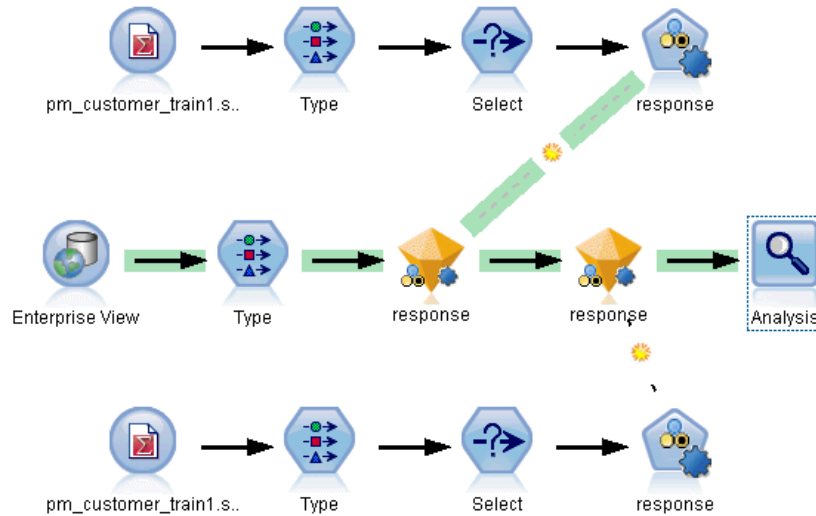 pm_customer_train1.s..
Type
Select
response
Enterprise View
Type
response
response
Analysis
pm_customer_train1.s..
Type
Select
response